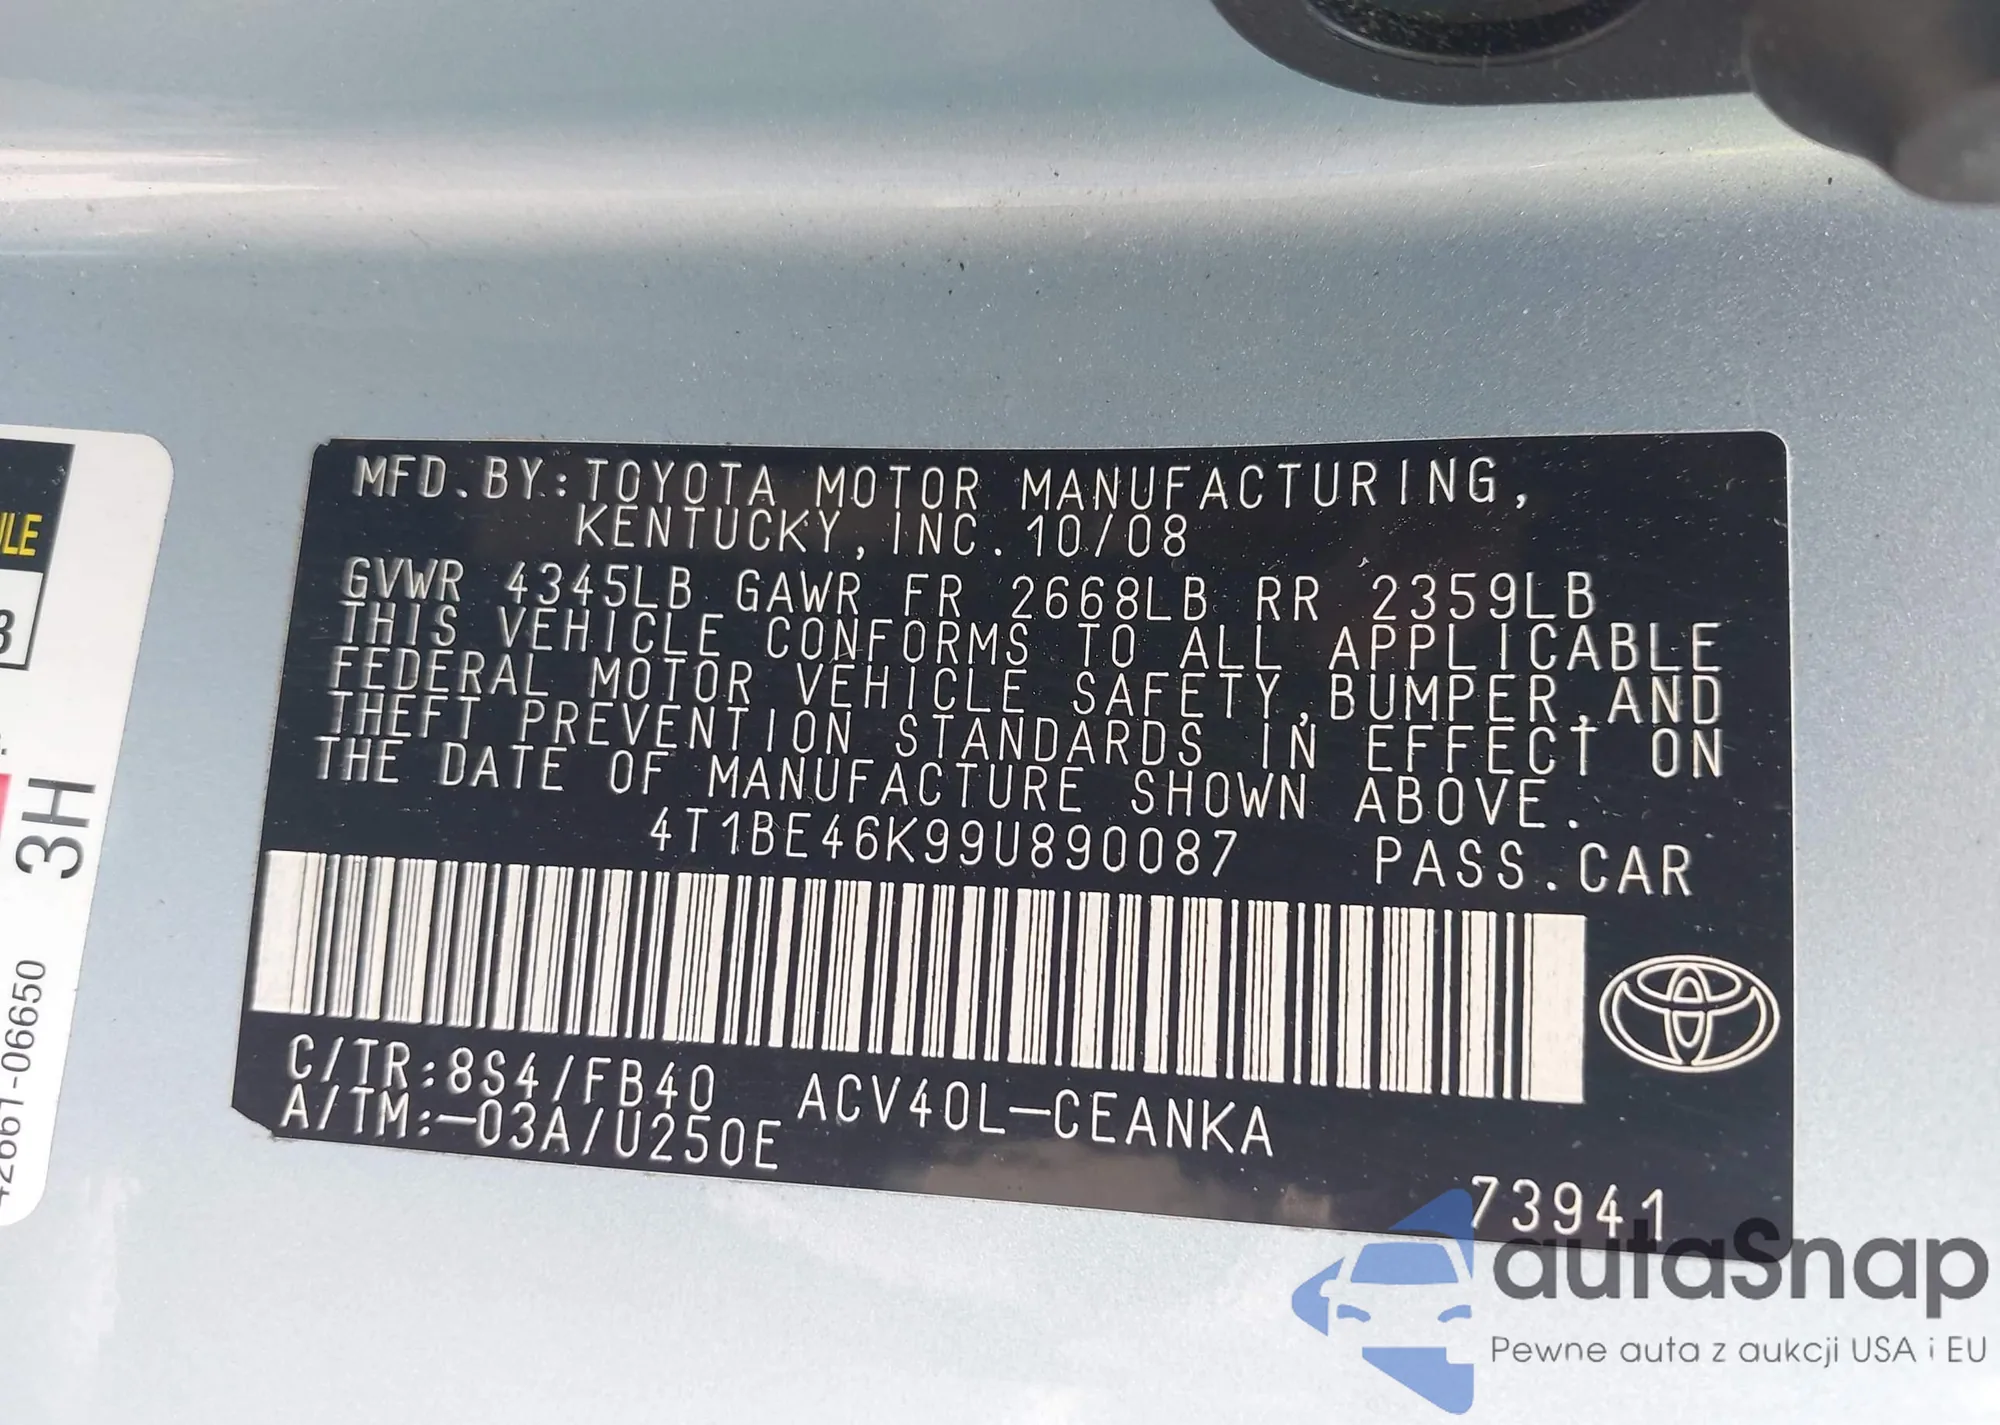 MFD.BY:TOYOTA MOTOR MANUFACTURING,
KENTUCKY, INC. 10/08
GVWR 4345LB GAWR FR 2668LB RR 2359LB
THIS VEHICLE CONFORMS TO ALL APPLICABLE
FEDERAL MOTOR VEHICLE SAFETY,BUMPER,AND
THEFT PREVENTION STANDARDS IN EFFECT ON
THE DATE OF MANUFACTURE SHOWN ABOVE.
4T1BE46K99U890087 PASS.CAR
C/TR:8S4/FB40 ACV40L-CEANKA
A/TM:-03A/U250E
73941
3H
42661-06650
autaSnap
Pewne auta z aukcji USA i EU